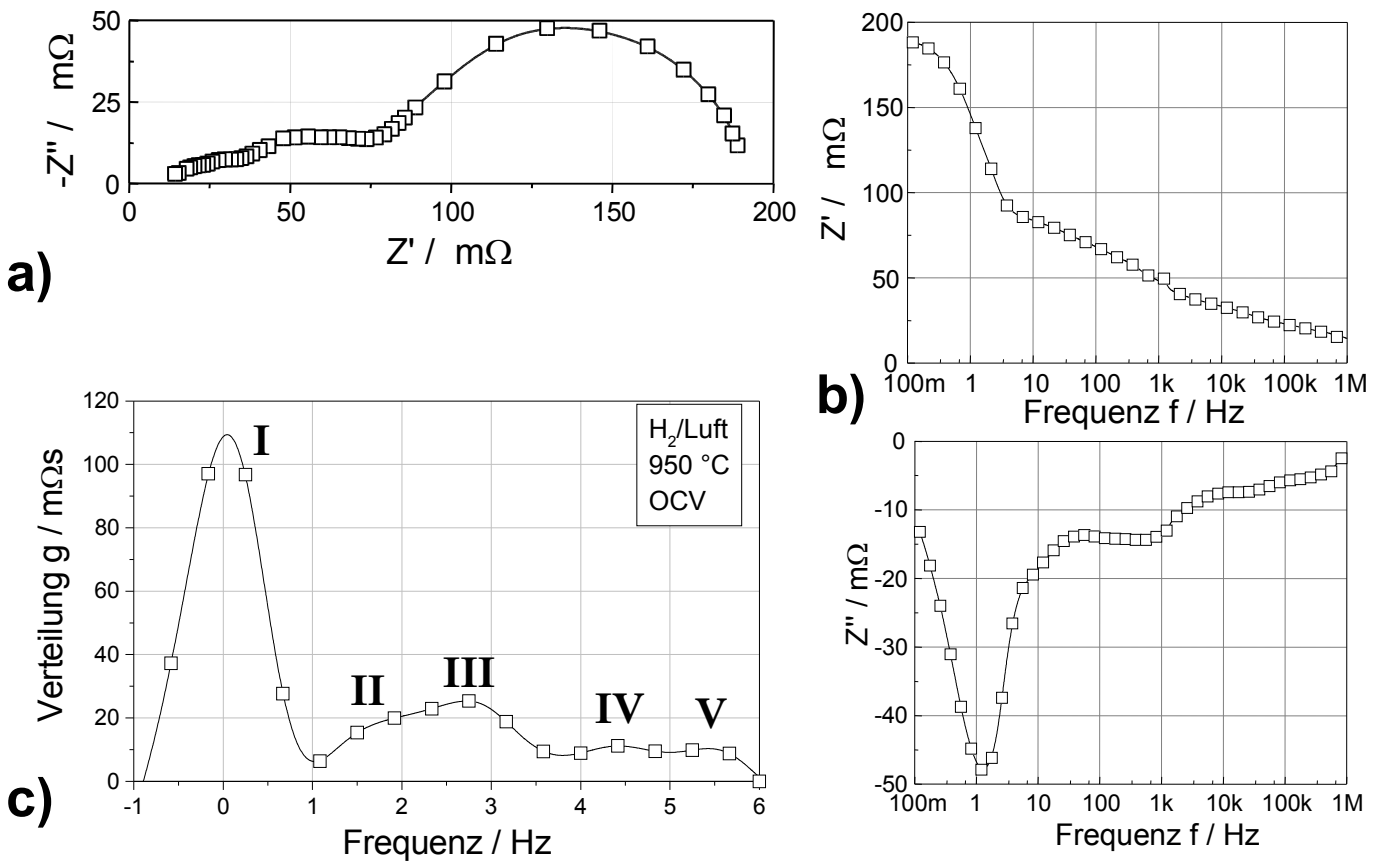 50
25
0
-Z" / mΩ
0 50 100 150 200
Z' / mΩ
a)
200
150
100
50
0
Z' / mΩ
100m 1 10 100 1k 10k 100k 1M
Frequenz f / Hz
b)
120
100
80
60
40
20
0
Verteilung g / mΩs
I
II
III
IV
V
H₂/Luft
950 °C
OCV
-1 0 1 2 3 4 5 6
Frequenz / Hz
c)
0
-10
-20
-30
-40
-50
Z" / mΩ
100m 1 10 100 1k 10k 100k 1M
Frequenz f / Hz